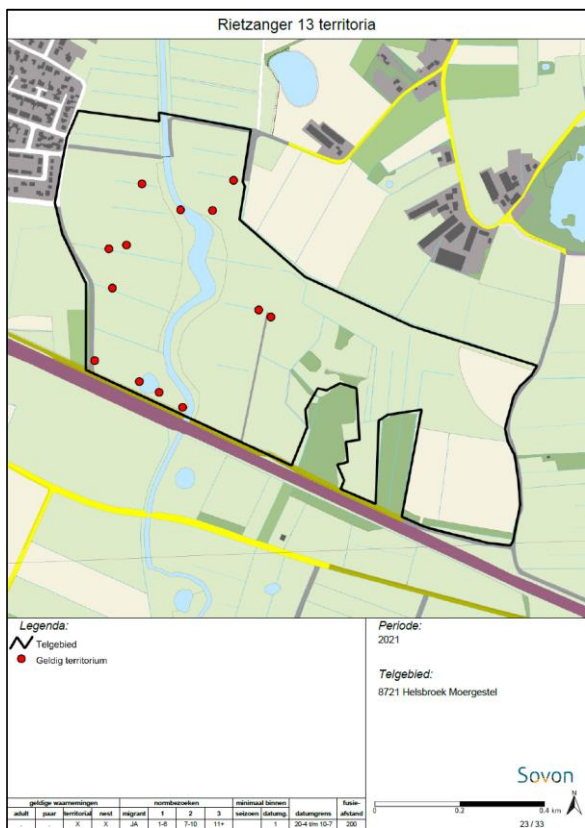 Rietzanger 13 territoria
Legenda:
Telgebied
Geldig territorium
Periode:
2021
Telgebied:
8721 Helsbroek Moergestel
Sovon
N
0 0.2 0.4 km
23 / 33
geldige waarnemingen normbezoeken minimaal binnen fusie-
adult paar territoriaal nest migrant 1 2 3 seizoen datumg. datumgrens afstand
. . X X JA 1-6 7-10 11+ 1 20-4 t/m 10-7 200